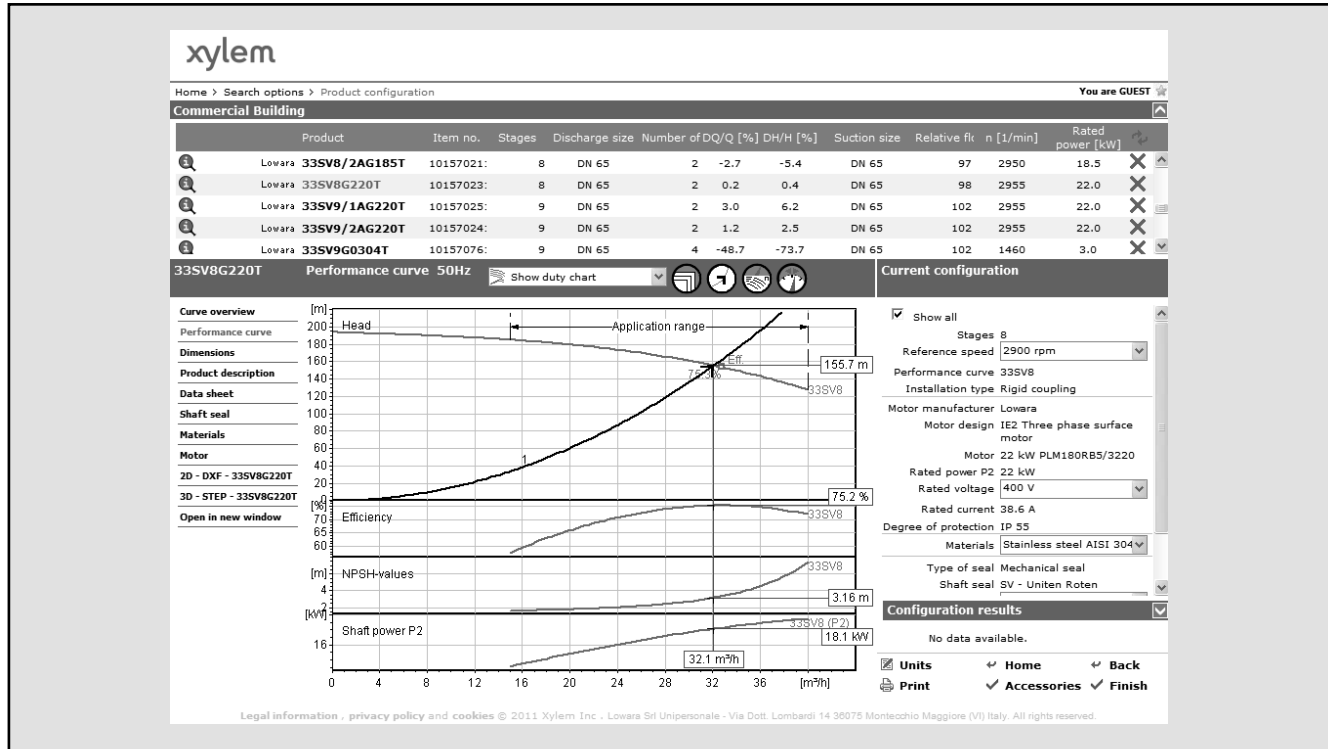 xylem
Home > Search options > Product configuration You are GUEST
Commercial Building
Product Item no. Stages Discharge size Number of DQ/Q [%] DH/H [%] Suction size Relative flo n [1/min] Rated power [kW]
Lowara 33SV8/2AG185T 10157021: 8 DN 65 2 -2.7 -5.4 DN 65 97 2950 18.5
Lowara 33SV8G220T 10157023: 8 DN 65 2 0.2 0.4 DN 65 98 2955 22.0
Lowara 33SV9/1AG220T 10157025: 9 DN 65 2 3.0 6.2 DN 65 102 2955 22.0
Lowara 33SV9/2AG220T 10157024: 9 DN 65 2 1.2 2.5 DN 65 102 2955 22.0
Lowara 33SV9G0304T 10157076: 9 DN 65 4 -48.7 -73.7 DN 65 102 1460 3.0
33SV8G220T Performance curve 50Hz Show duty chart Current configuration
Curve overview
Performance curve
Dimensions
Product description
Data sheet
Shaft seal
Materials
Motor
2D - DXF - 33SV8G220T
3D - STEP - 33SV8G220T
Open in new window
[m]
200 Head Application range
180
160 Eff. 155.7 m
140 75.3%
120 33SV8
100
80
60
40 1
20
0 75.2 %
[%]
70 Efficiency 33SV8
65
60
[m] NPSH-values 33SV8
4
2 3.16 m
[kW]
Shaft power P2 33SV8 (P2)
16 18.1 kW
32.1 m³/h
0 4 8 12 16 20 24 28 32 36 [m³/h]
Show all
Stages 8
Reference speed 2900 rpm
Performance curve 33SV8
Installation type Rigid coupling
Motor manufacturer Lowara
Motor design IE2 Three phase surface
motor
Motor 22 kW PLM180RB5/3220
Rated power P2 22 kW
Rated voltage 400 V
Rated current 38.6 A
Degree of protection IP 55
Materials Stainless steel AISI 304
Type of seal Mechanical seal
Shaft seal SV - Uniten Roten
Configuration results
No data available.
Units Home Back
Print Accessories Finish
Legal information , privacy policy and cookies © 2011 Xylem Inc . Lowara Srl Unipersonale - Via Dott. Lombardi 14 36075 Montecchio Maggiore (VI) Italy. All rights reserved.